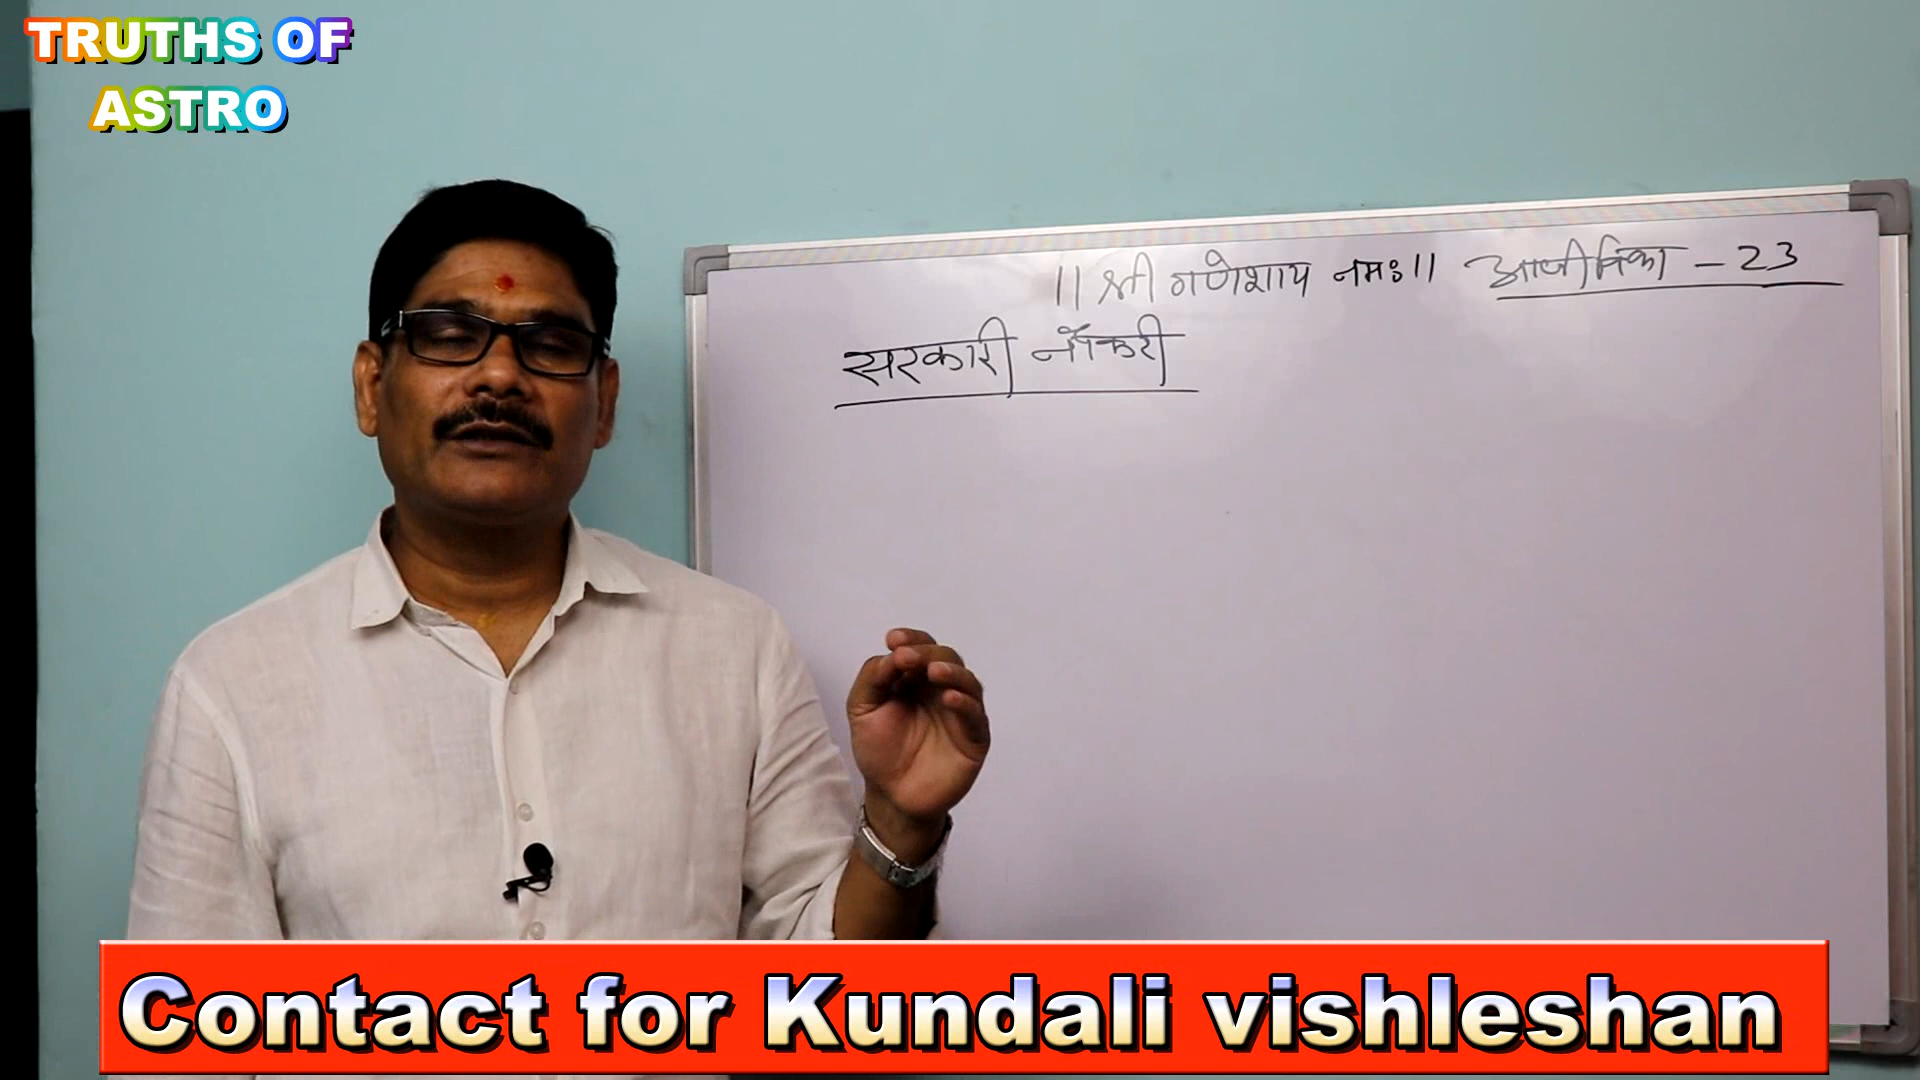 TRUTHS OF
ASTRO
॥ श्री गणेशाय नमः ॥ आजीविका - 23
सरकारी नौकरी
Contact for Kundali vishleshan